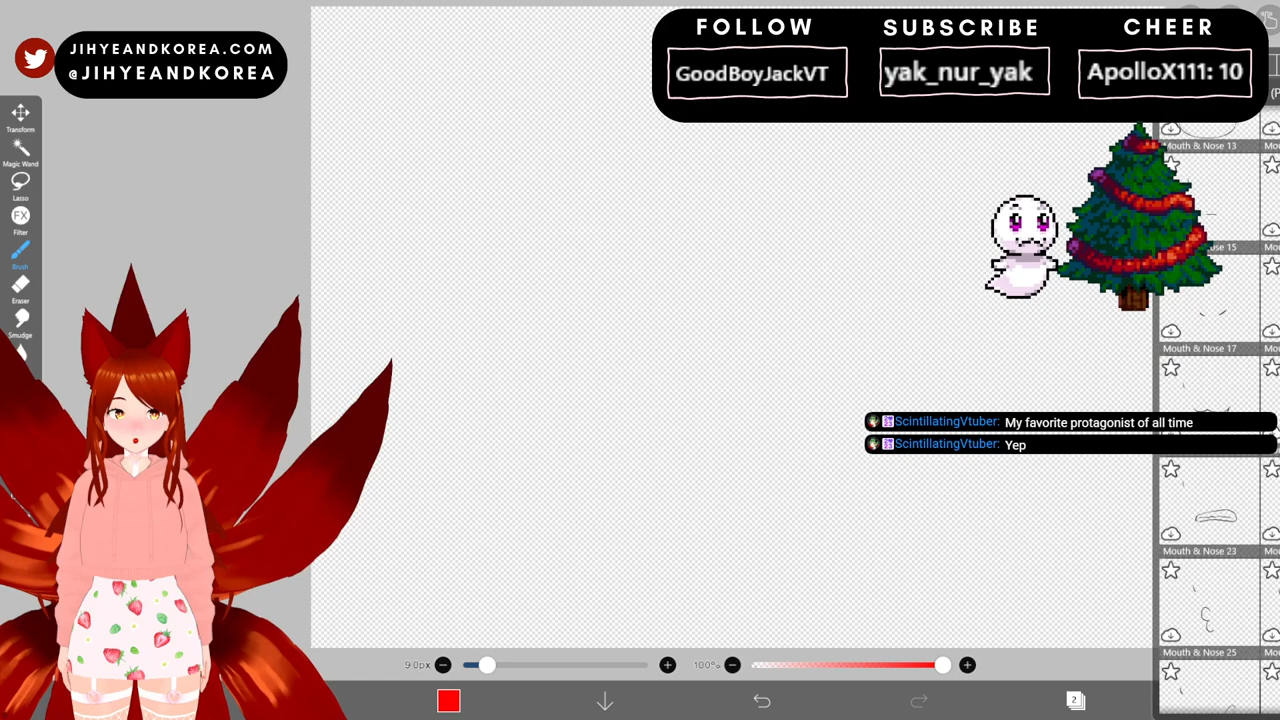 JIHYEANDKOREA.COM
@JIHYEANDKOREA
FOLLOW
GoodBoyJackVT
SUBSCRIBE
yak_nur_yak
CHEER
ApolloX111: 10
Transform
Magic Wand
Lasso
Filter
FX
Brush
Eraser
Smudge
Mouth & Nose 13
Mouth & Nose 17
Mouth & Nose 23
Mouth & Nose 25
ScintillatingVtuber: My favorite protagonist of all time
ScintillatingVtuber: Yep
9.0px
100%
2